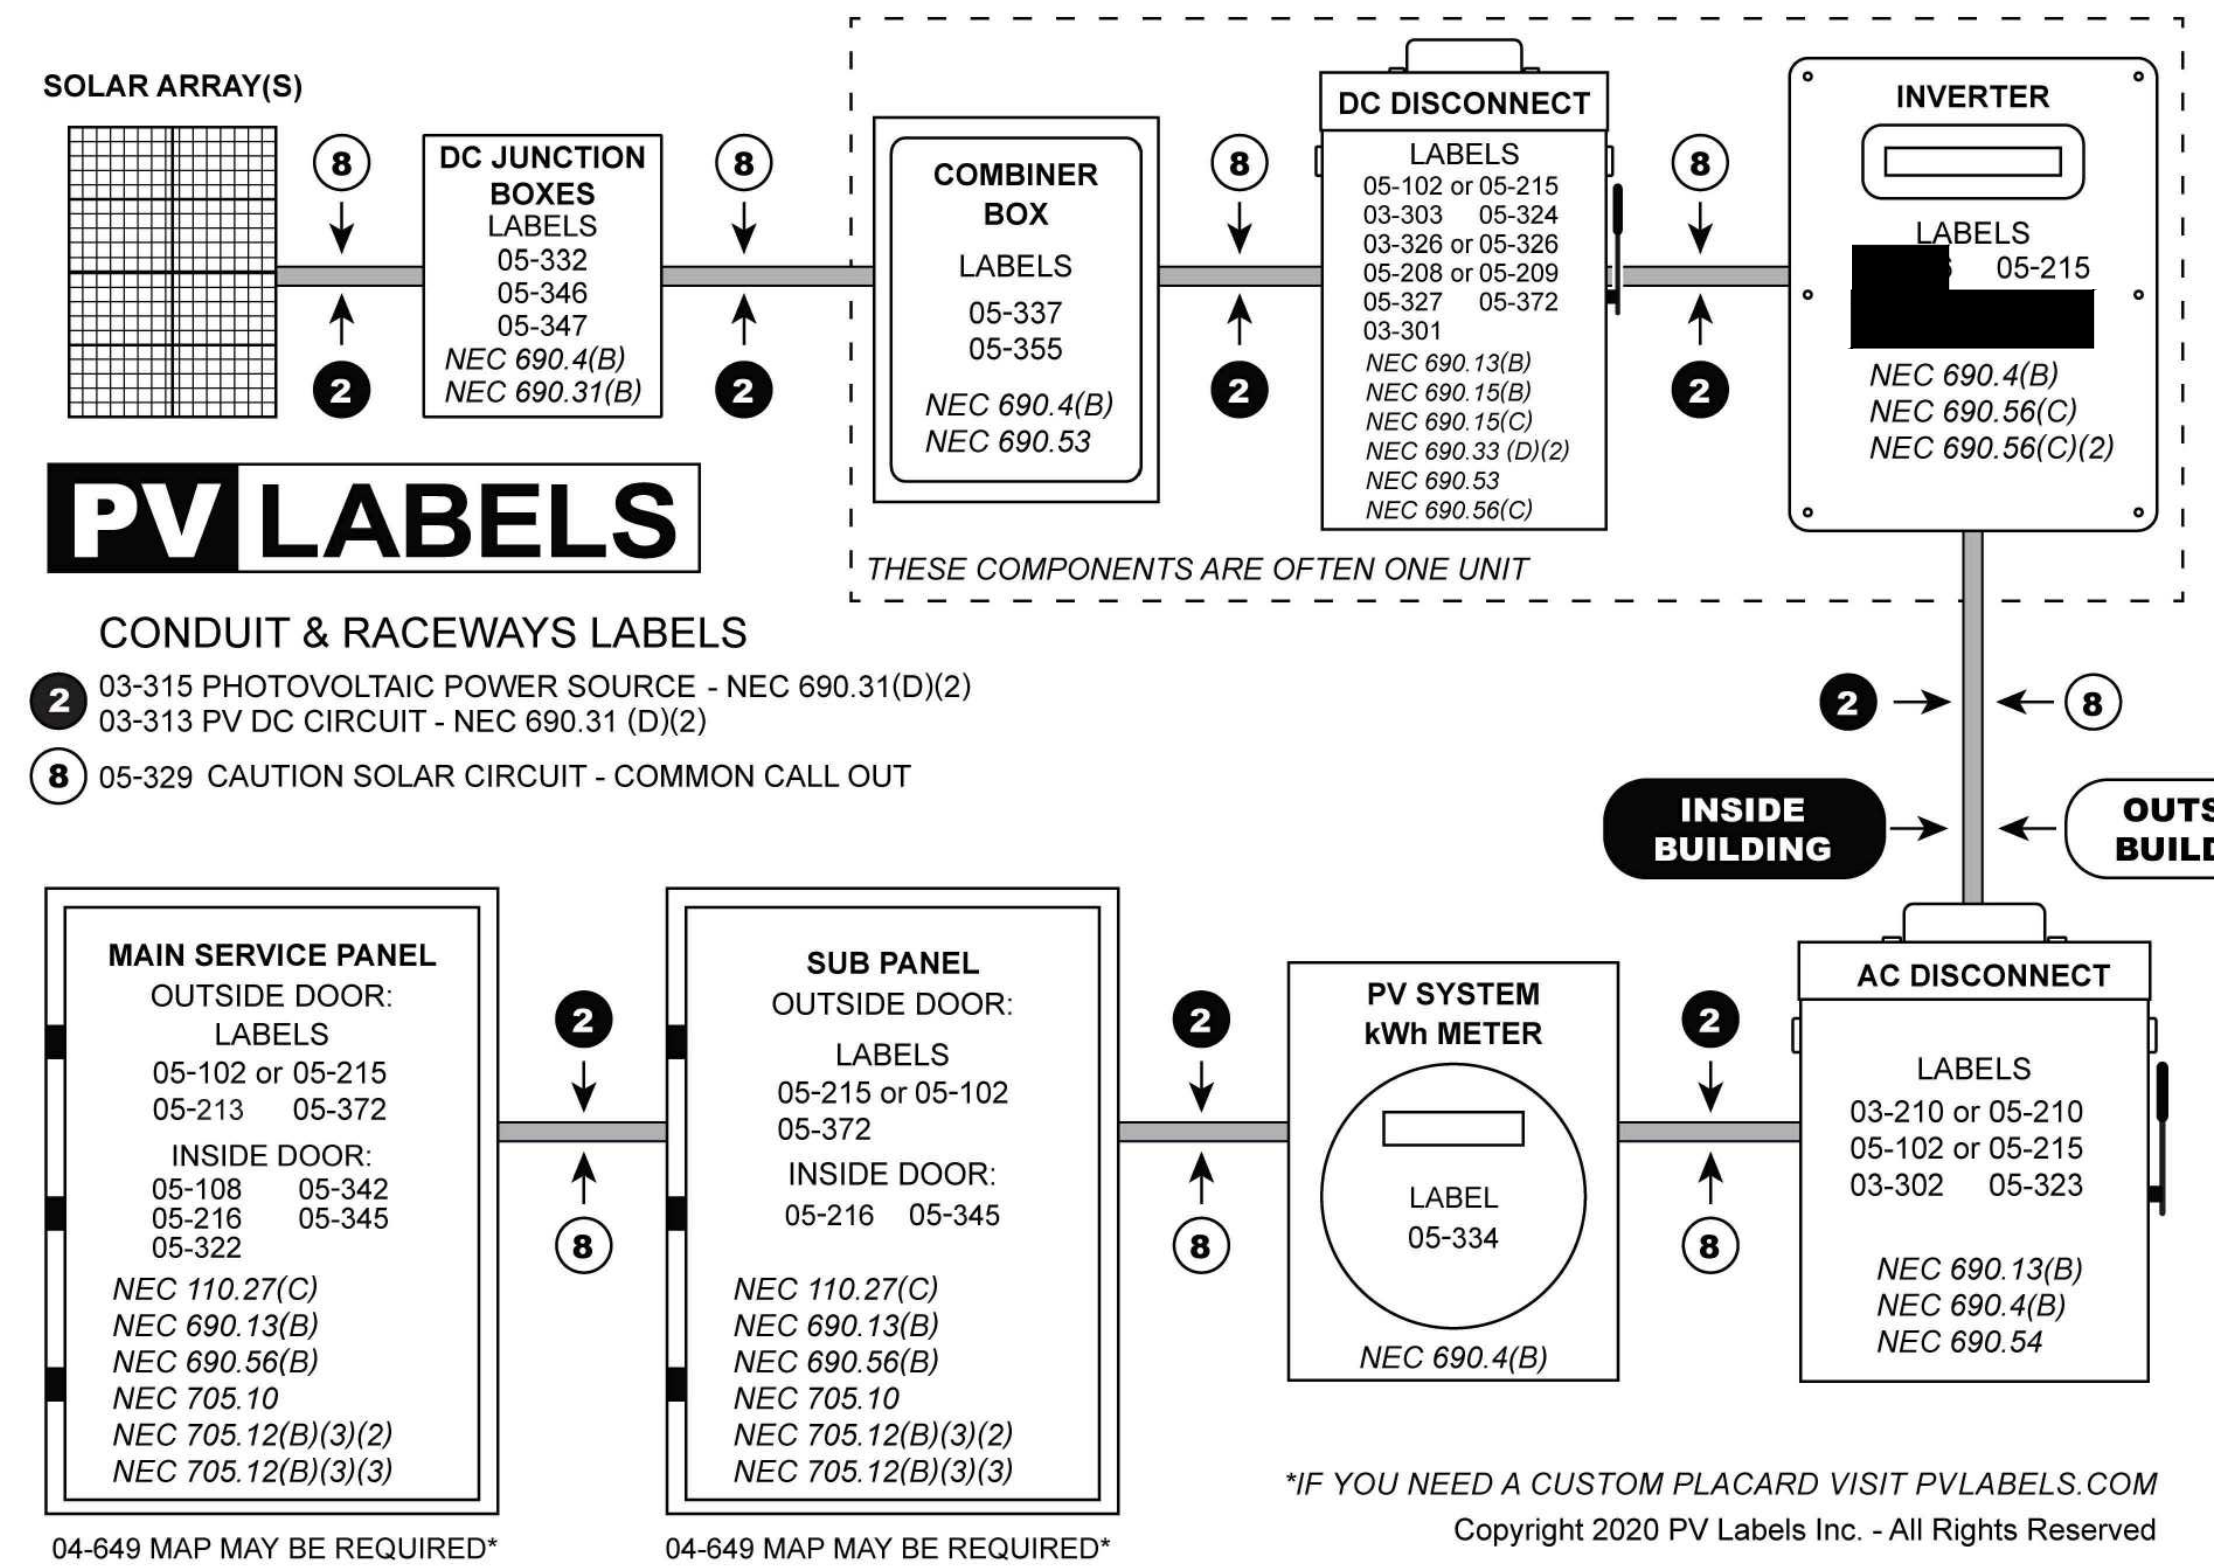 SOLAR ARRAY(S)
8
2
DC JUNCTION
BOXES
LABELS
05-332
05-346
05-347
NEC 690.4(B)
NEC 690.31(B)
8
2
COMBINER
BOX
LABELS
05-337
05-355
NEC 690.4(B)
NEC 690.53
8
2
DC DISCONNECT
LABELS
05-102 or 05-215
03-303 05-324
03-326 or 05-326
05-208 or 05-209
05-327 05-372
03-301
NEC 690.13(B)
NEC 690.15(B)
NEC 690.15(C)
NEC 690.33 (D)(2)
NEC 690.53
NEC 690.56(C)
8
2
INVERTER
LABELS
05-215
NEC 690.4(B)
NEC 690.56(C)
NEC 690.56(C)(2)
THESE COMPONENTS ARE OFTEN ONE UNIT
PV LABELS
CONDUIT & RACEWAYS LABELS
2 03-315 PHOTOVOLTAIC POWER SOURCE - NEC 690.31(D)(2)
03-313 PV DC CIRCUIT - NEC 690.31 (D)(2)
8 05-329 CAUTION SOLAR CIRCUIT - COMMON CALL OUT
2 8
INSIDE
BUILDING
MAIN SERVICE PANEL
OUTSIDE DOOR:
LABELS
05-102 or 05-215
05-213 05-372
INSIDE DOOR:
05-108 05-342
05-216 05-345
05-322
NEC 110.27(C)
NEC 690.13(B)
NEC 690.56(B)
NEC 705.10
NEC 705.12(B)(3)(2)
NEC 705.12(B)(3)(3)
04-649 MAP MAY BE REQUIRED*
2
8
SUB PANEL
OUTSIDE DOOR:
LABELS
05-215 or 05-102
05-372
INSIDE DOOR:
05-216 05-345
NEC 110.27(C)
NEC 690.13(B)
NEC 690.56(B)
NEC 705.10
NEC 705.12(B)(3)(2)
NEC 705.12(B)(3)(3)
04-649 MAP MAY BE REQUIRED*
2
8
PV SYSTEM
kWh METER
LABEL
05-334
NEC 690.4(B)
2
8
AC DISCONNECT
LABELS
03-210 or 05-210
05-102 or 05-215
03-302 05-323
NEC 690.13(B)
NEC 690.4(B)
NEC 690.54
*IF YOU NEED A CUSTOM PLACARD VISIT PVLABELS.COM
Copyright 2020 PV Labels Inc. - All Rights Reserved